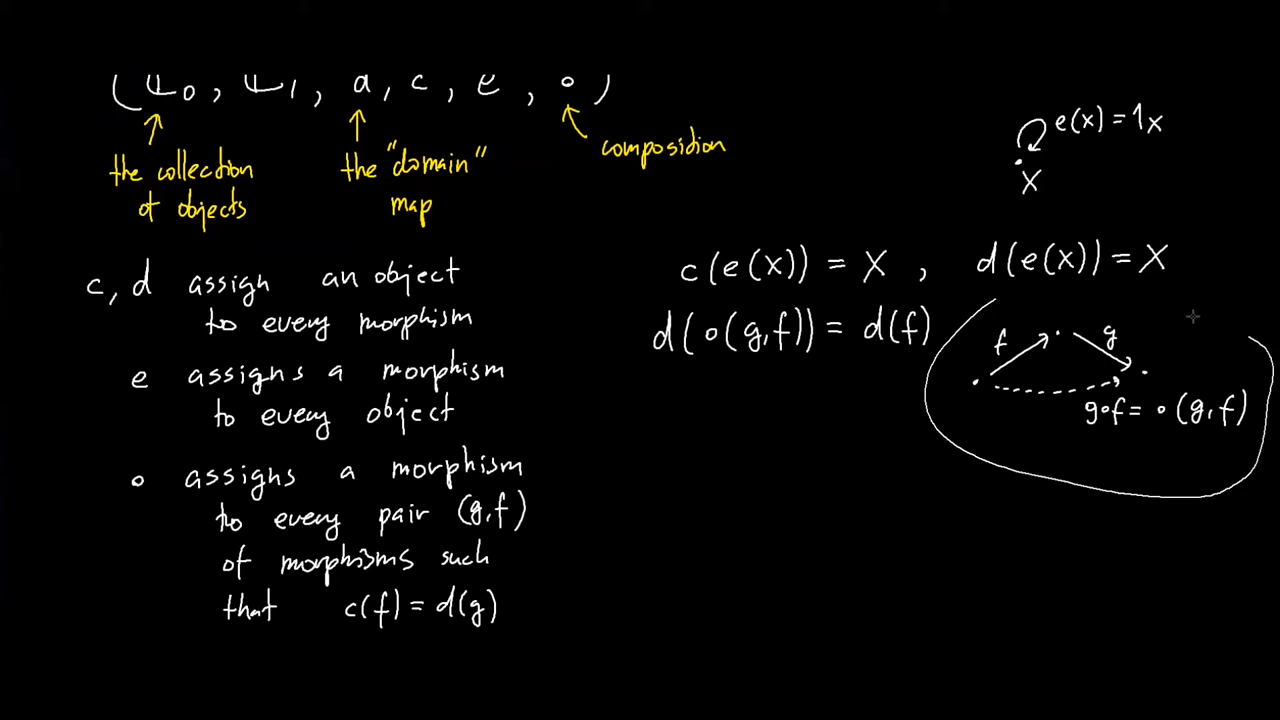 (ℂ₀, ℂ₁, d, c, e, ∘)
the collection of objects
the "domain" map
composition
c, d assign an object
to every morphism
e assigns a morphism
to every object
∘ assigns a morphism
to every pair (g,f)
of morphisms such
that c(f) = d(g)
e(x) = 1x
X
c(e(x)) = X , d(e(x)) = X
d(∘(g,f)) = d(f)
f g
g∘f = ∘(g,f)